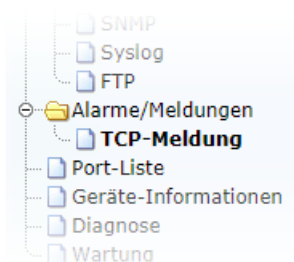 SNMP
Syslog
FTP
Alarme/Meldungen
TCP-Meldung
Port-Liste
Geräte-Informationen
Diagnose
Wartung